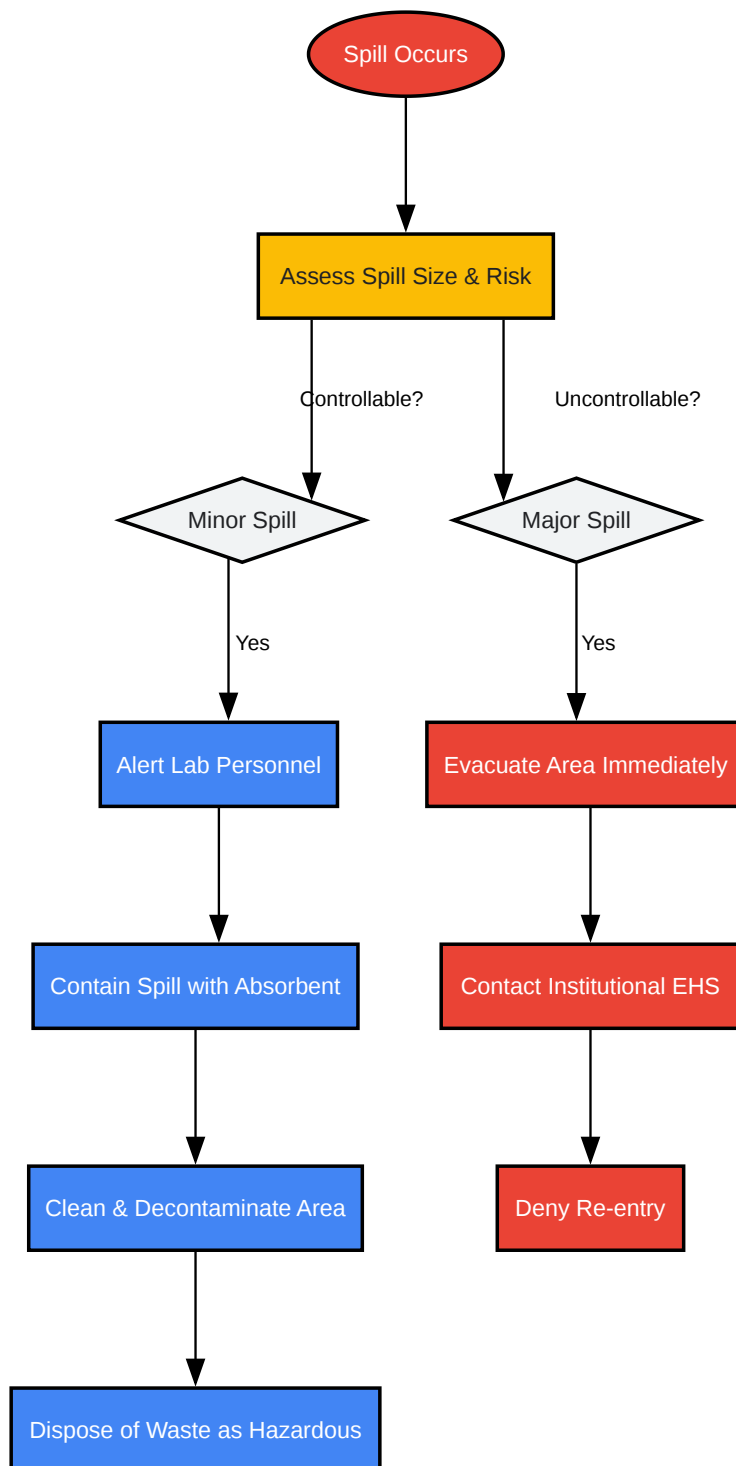 Spill Occurs
Assess Spill Size & Risk
Controllable?
Uncontrollable?
Minor Spill
Major Spill
Yes
Yes
Alert Lab Personnel
Evacuate Area Immediately
Contain Spill with Absorbent
Contact Institutional EHS
Clean & Decontaminate Area
Deny Re-entry
Dispose of Waste as Hazardous